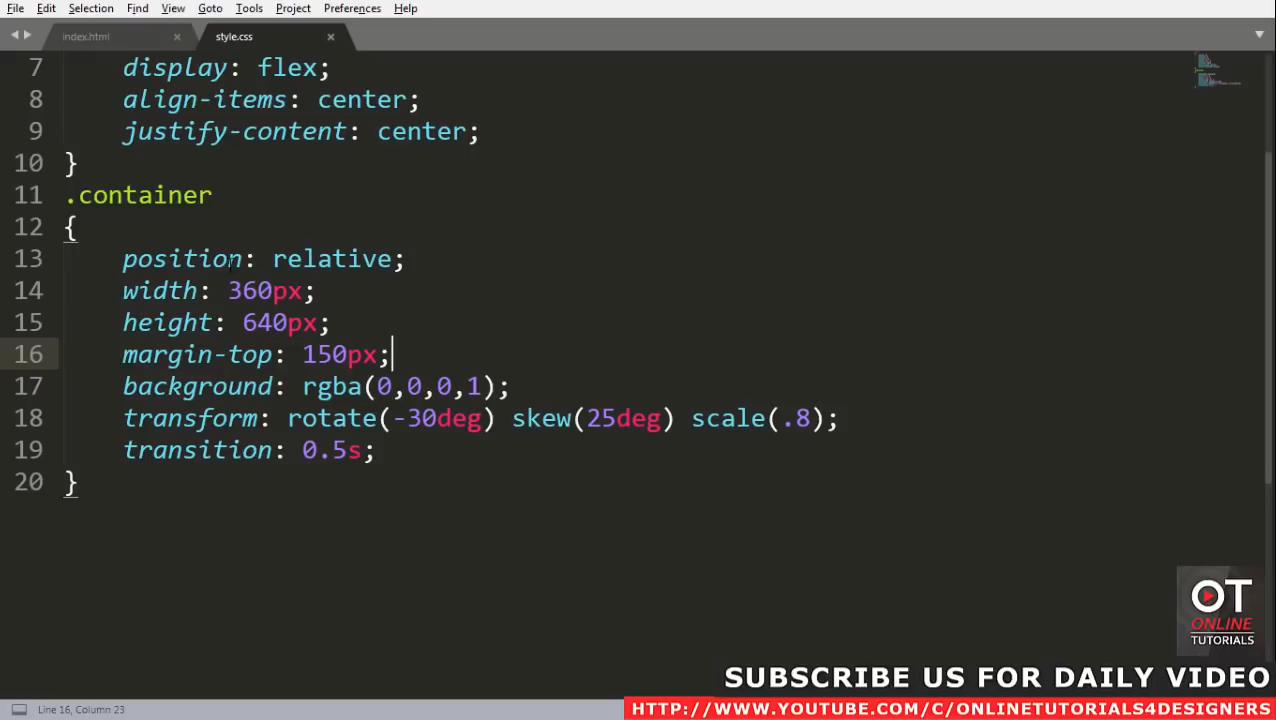 File Edit Selection Find View Goto Tools Project Preferences Help
index.html × style.css ×
7 display: flex;
8 align-items: center;
9 justify-content: center;
10 }
11 .container
12 {
13 position: relative;
14 width: 360px;
15 height: 640px;
16 margin-top: 150px;
17 background: rgba(0,0,0,1);
18 transform: rotate(-30deg) skew(25deg) scale(.8);
19 transition: 0.5s;
20 }
OT
ONLINE
TUTORIALS
SUBSCRIBE US FOR DAILY VIDEO
Line 16, Column 23
HTTP://WWW.YOUTUBE.COM/C/ONLINETUTORIALS4DESIGNERS